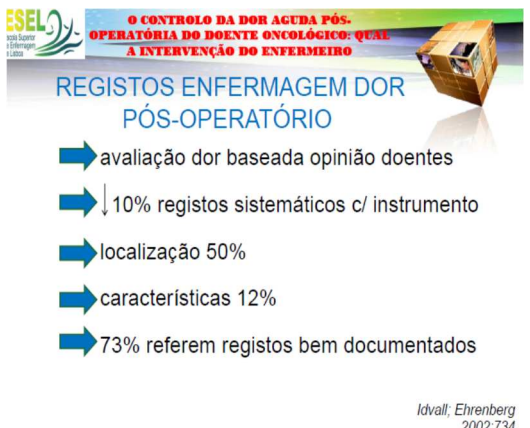 ESEL
Escola Superior
de Enfermagem
de Lisboa
O CONTROLO DA DOR AGUDA PÓS-
OPERATÓRIA DO DOENTE ONCOLÓGICO: QUAL
A INTERVENÇÃO DO ENFERMEIRO
REGISTOS ENFERMAGEM DOR
PÓS-OPERATÓRIO
avaliação dor baseada opinião doentes
↓10% registos sistemáticos c/ instrumento
localização 50%
características 12%
73% referem registos bem documentados
Idvall; Ehrenberg
2002:734